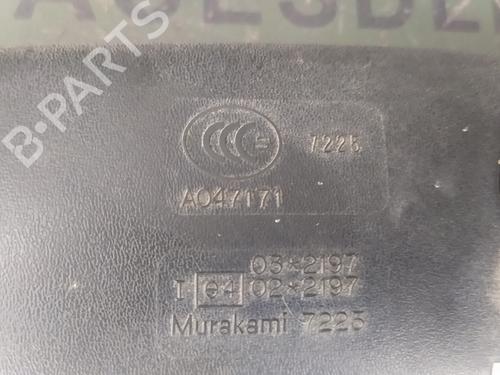 B-PARTS
CCC E 7225
A047171
03*2197
I e4 02*2197
Murakami 7225